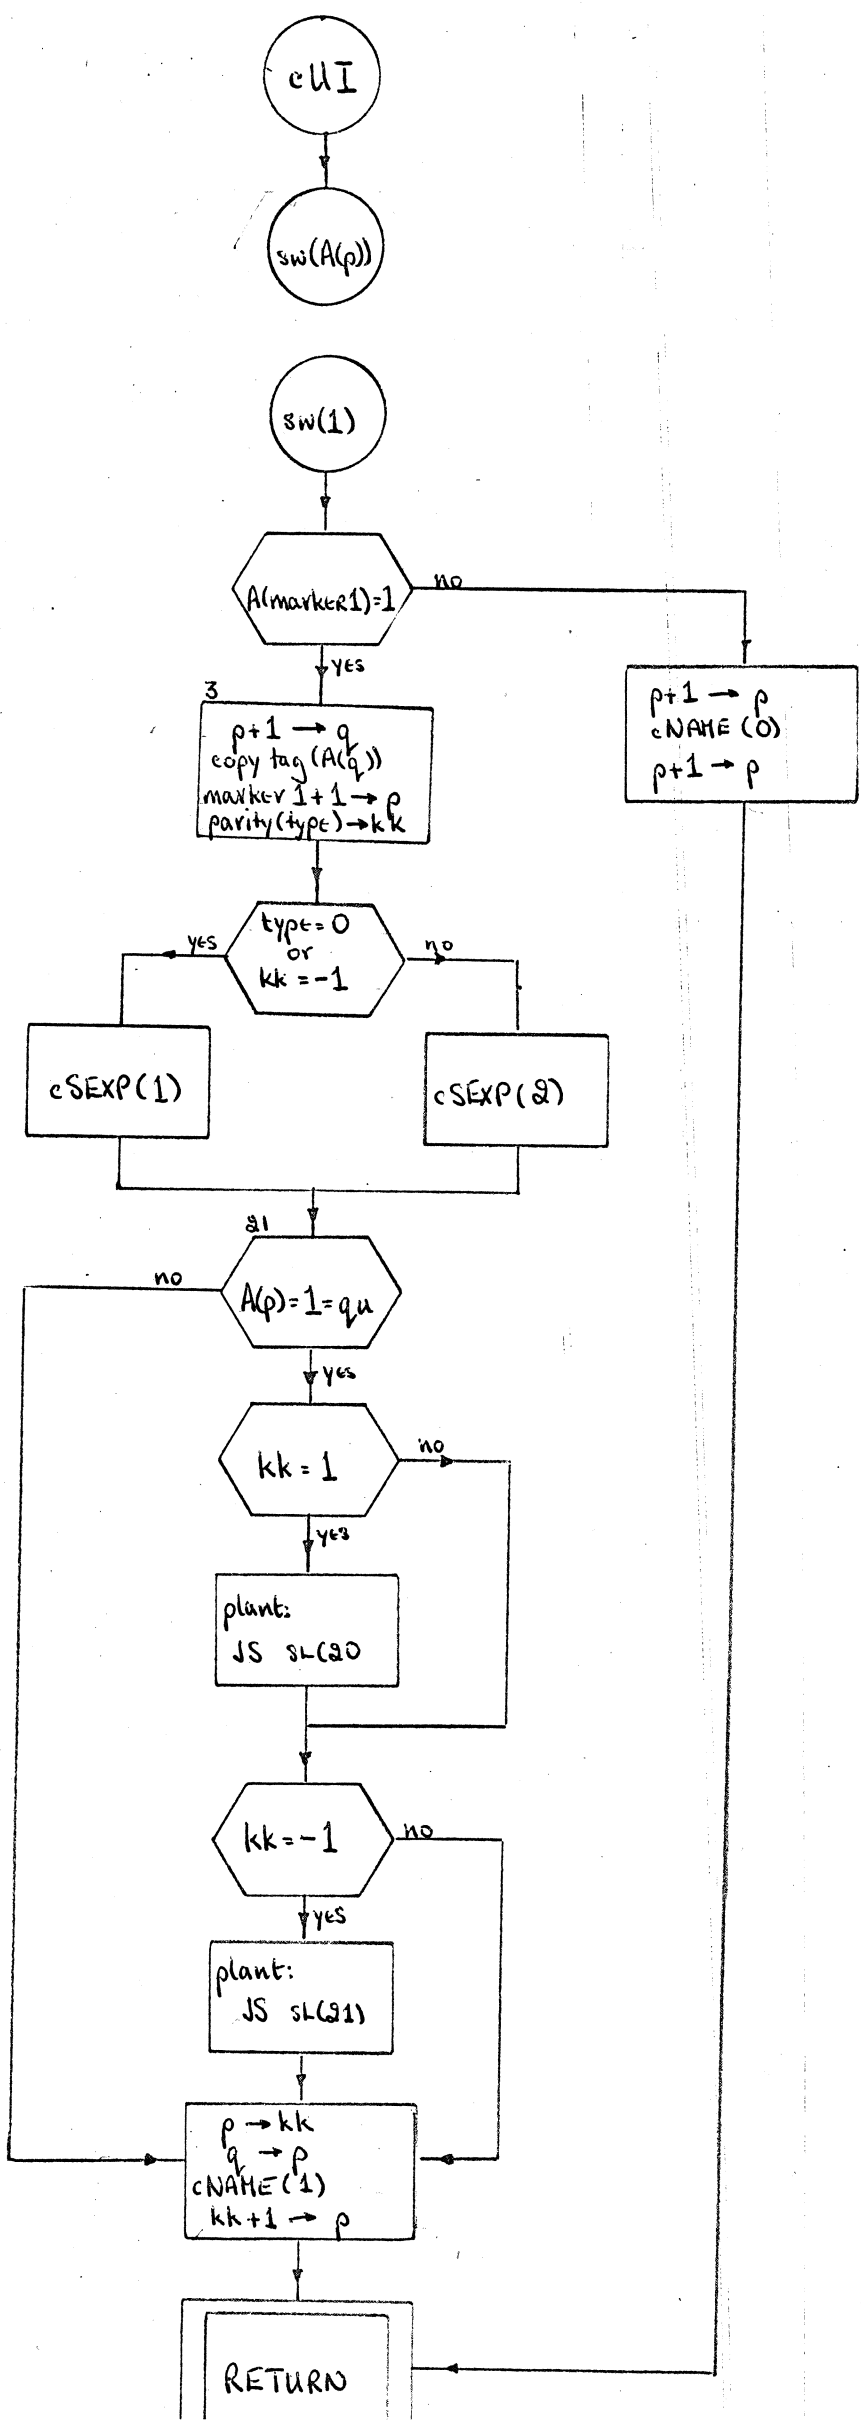 cUI
sw(A(p))
sw(1)
A(marker1)=1
no
yes
p+1 → p
cNAME(0)
p+1 → p
3
p+1 → q
copy tag(A(q))
marker1+1 → p
parity(type) → kk
type=0
or
kk=-1
yes
no
cSEXP(1)
cSEXP(2)
21
A(p)=1=qu
no
yes
kk=1
no
yes
plant:
JS SL(20
kk=-1
no
yes
plant:
JS SL(21)
p → kk
q → p
cNAME(1)
kk+1 → p
RETURN